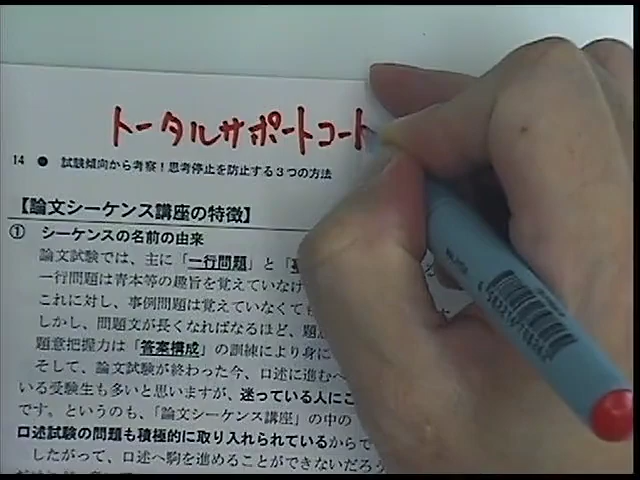 トータルサポートコート
14 ● 試験傾向から考察！思考停止を防止する３つの方法
【論文シーケンス講座の特徴】
① シーケンスの名前の由来
論文試験では、主に「一行問題」と「
一行問題は青本等の趣旨を覚えていなけ
これに対し、事例問題は覚えていなくても
しかし、問題文が長くなればなるほど、題意
題意把握力は「答案構成」の訓練により身に
そして、論文試験が終わった今、口述に進むべ
いる受験生も多いと思いますが、迷っている人にこ
です。というのも、「論文シーケンス講座」の中の
口述試験の問題も積極的に取り入れられているからで
したがって、口述へ駒を進めることができないだろう